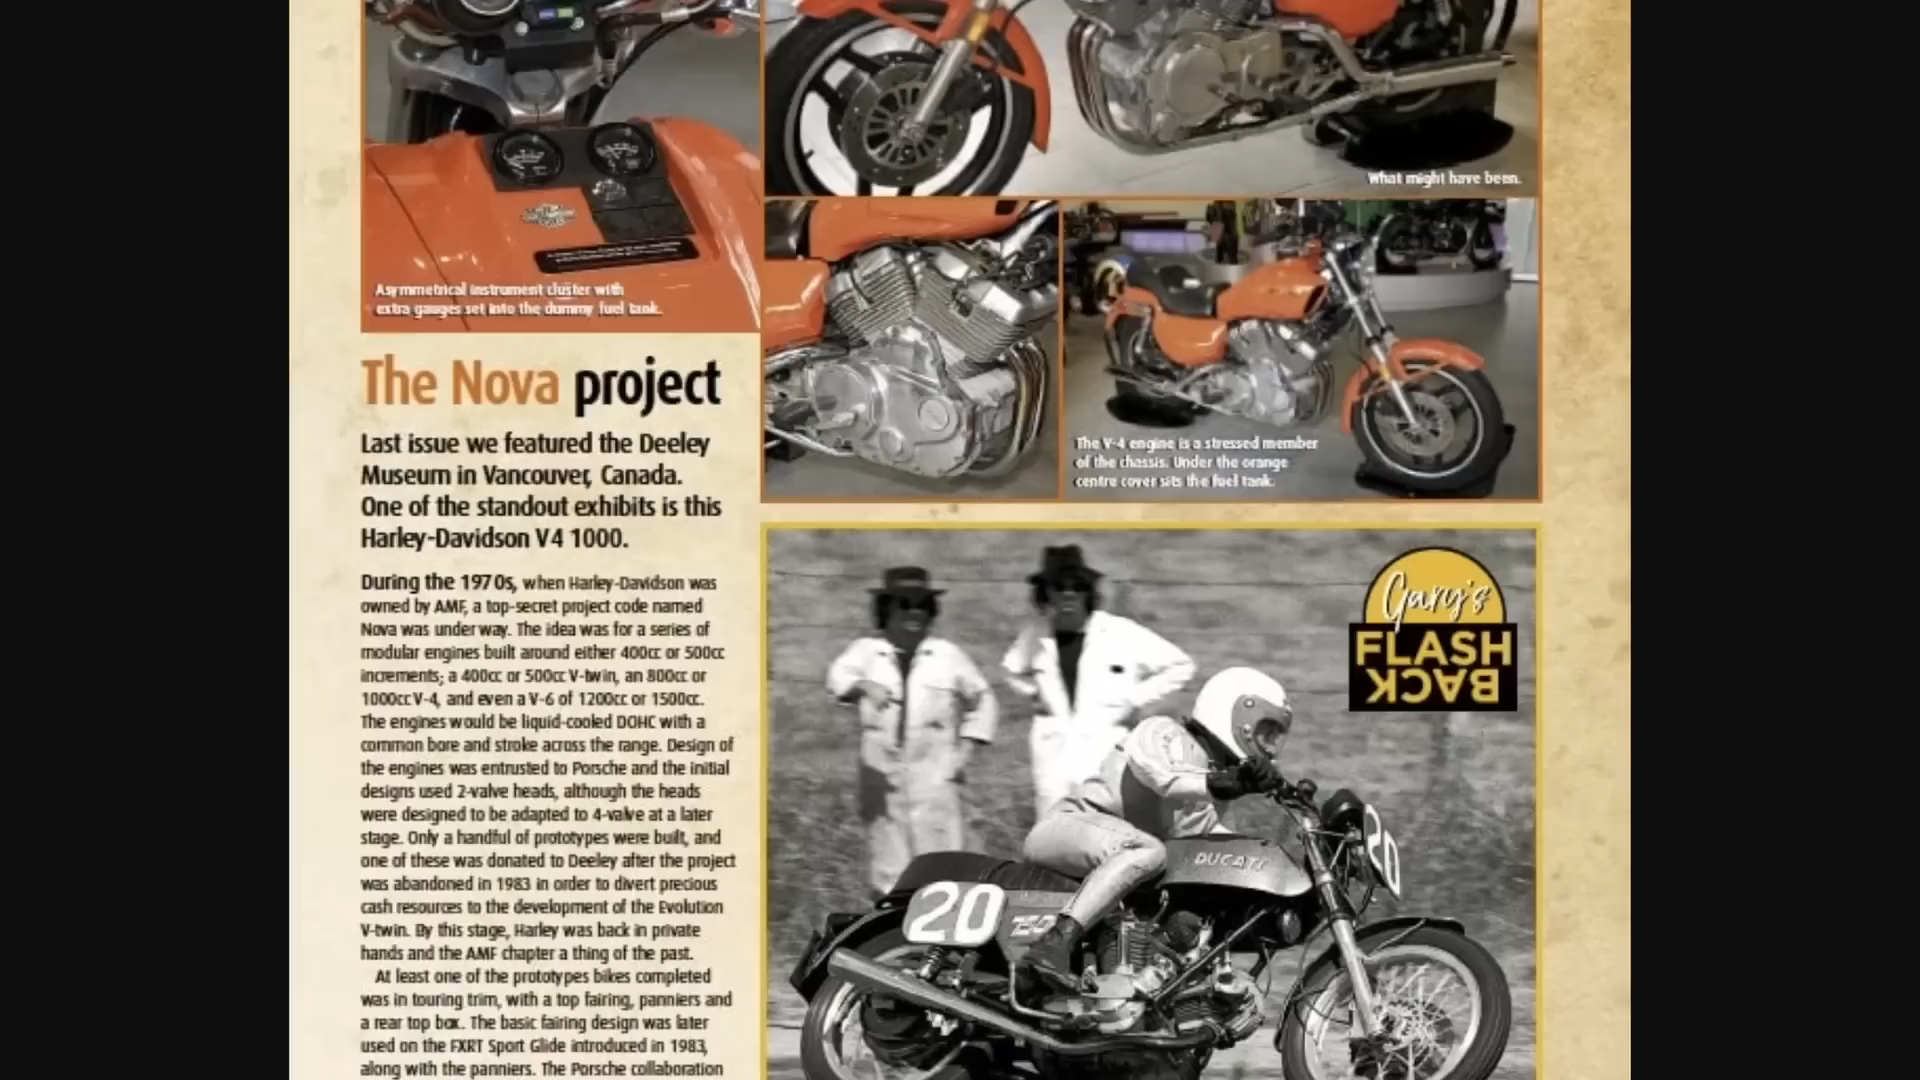 Asymmetrical instrument cluster with
extra gauges set into the dummy fuel tank.
What might have been.
The V-4 engine is a stressed member
of the chassis. Under the orange
centre cover sits the fuel tank.
The Nova project
Last issue we featured the Deeley
Museum in Vancouver, Canada.
One of the standout exhibits is this
Harley-Davidson V4 1000.
During the 1970s, when Harley-Davidson was
owned by AMF, a top-secret project code named
Nova was under way. The idea was for a series of
modular engines built around either 400cc or 500cc
increments; a 400cc or 500cc V-twin, an 800cc or
1000cc V-4, and even a V-6 of 1200cc or 1500cc.
The engines would be liquid-cooled DOHC with a
common bore and stroke across the range. Design of
the engines was entrusted to Porsche and the initial
designs used 2-valve heads, although the heads
were designed to be adapted to 4-valve at a later
stage. Only a handful of prototypes were built, and
one of these was donated to Deeley after the project
was abandoned in 1983 in order to divert precious
cash resources to the development of the Evolution
V-twin. By this stage, Harley was back in private
hands and the AMF chapter a thing of the past.
At least one of the prototypes bikes completed
was in touring trim, with a top fairing, panniers and
a rear top box. The basic fairing design was later
used on the FXRT Sport Glide introduced in 1983,
along with the panniers. The Porsche collaboration
Gary's
FLASH
BACK
DUCATI
20
20
750